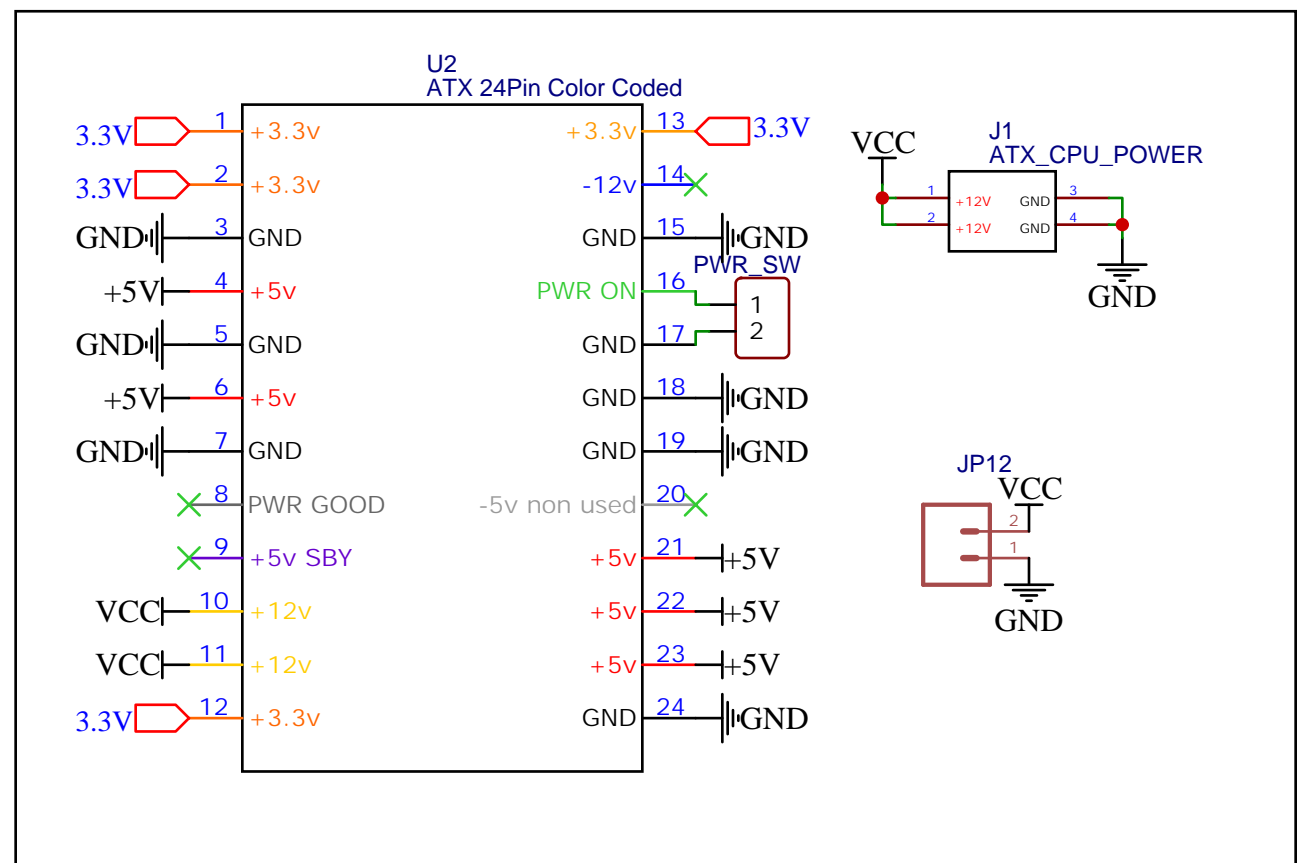 U2
ATX 24Pin Color Coded
3.3V 1 +3.3v
+3.3v 13 3.3V
3.3V 2 +3.3v
-12v 14
GND 3 GND
GND 15 GND
PWR_SW
+5V 4 +5v
PWR ON 16
1
2
GND 5 GND
GND 17
+5V 6 +5v
GND 18 GND
GND 7 GND
GND 19 GND
8 PWR GOOD
-5v non used 20
9 +5v SBY
+5v 21 +5V
VCC 10 +12v
+5v 22 +5V
VCC 11 +12v
+5v 23 +5V
3.3V 12 +3.3v
GND 24 GND
J1
ATX_CPU_POWER
VCC
1 +12V GND 3
2 +12V GND 4
GND
JP12
VCC
2
1
GND